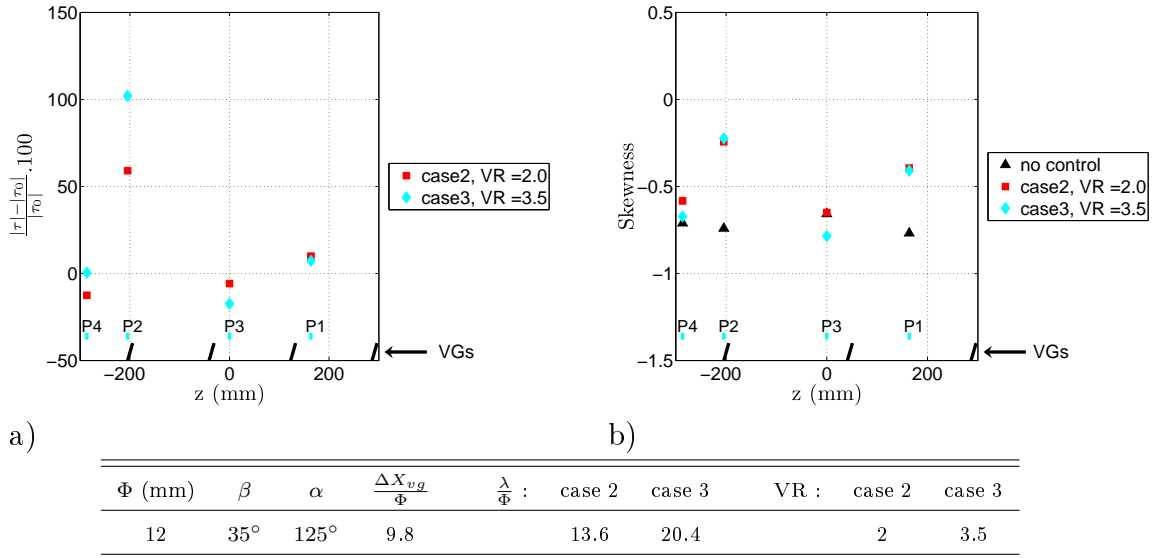 150
100
50
0
−50
|τ|−|τ₀| / |τ₀| .100
−200
0
200
z (mm)
P4
P2
P3
P1
VGs
case2, VR =2.0
case3, VR =3.5
a)
0.5
0
−0.5
−1
−1.5
Skewness
−200
0
200
z (mm)
P4
P2
P3
P1
VGs
no control
case2, VR =2.0
case3, VR =3.5
b)
Φ (mm) β α ΔX_vg/Φ λ/Φ : case 2 case 3 VR : case 2 case 3
12 35° 125° 9.8 13.6 20.4 2 3.5